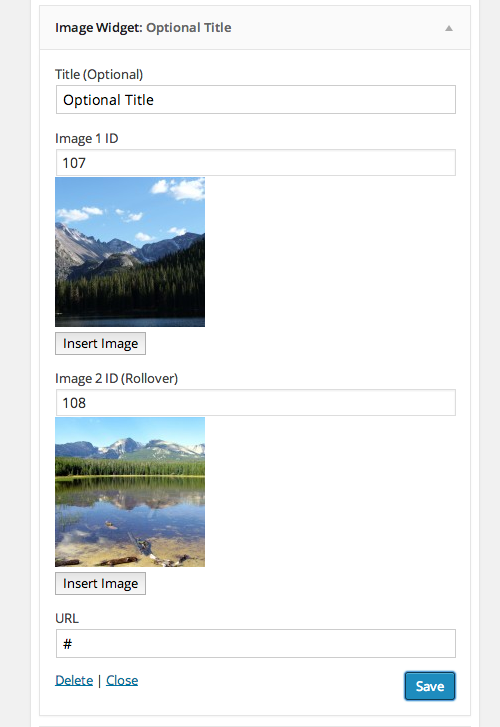 Image Widget: Optional Title
Title (Optional)
Optional Title
Image 1 ID
107
Insert Image
Image 2 ID (Rollover)
108
Insert Image
URL
#
Delete | Close
Save